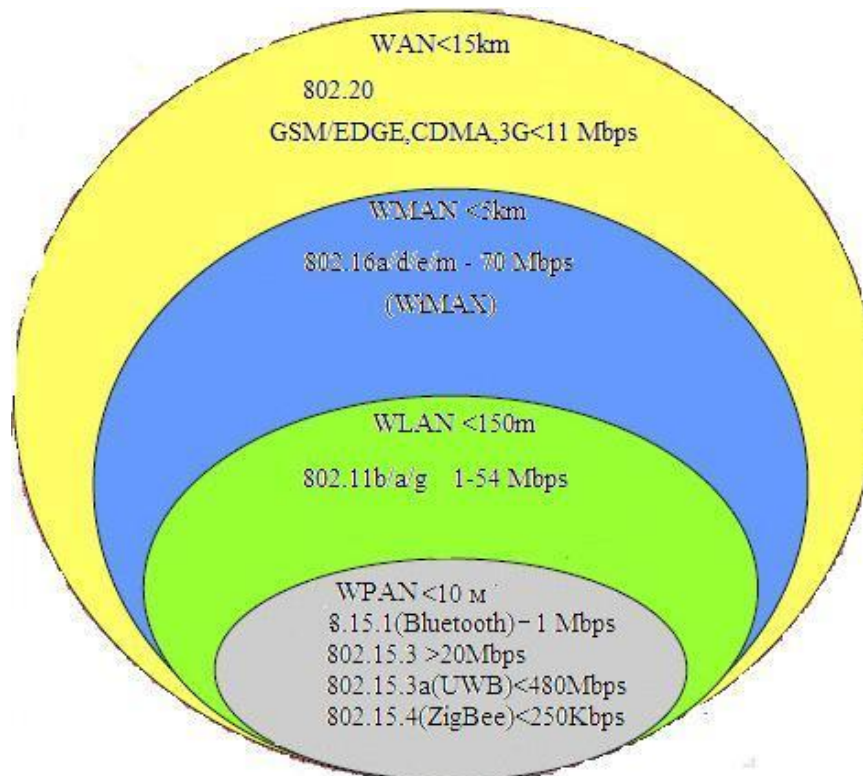 WAN<15km
802.20
GSM/EDGE,CDMA,3G<11 Mbps
WMAN <5km
802.16a/d/e/m - 70 Mbps
(WiMAX)
WLAN <150m
802.11b/a/g 1-54 Mbps
WPAN <10 м
8.15.1(Bluetooth)– 1 Mbps
802.15.3 >20Mbps
802.15.3a(UWB)<480Mbps
802.15.4(ZigBee)<250Kbps